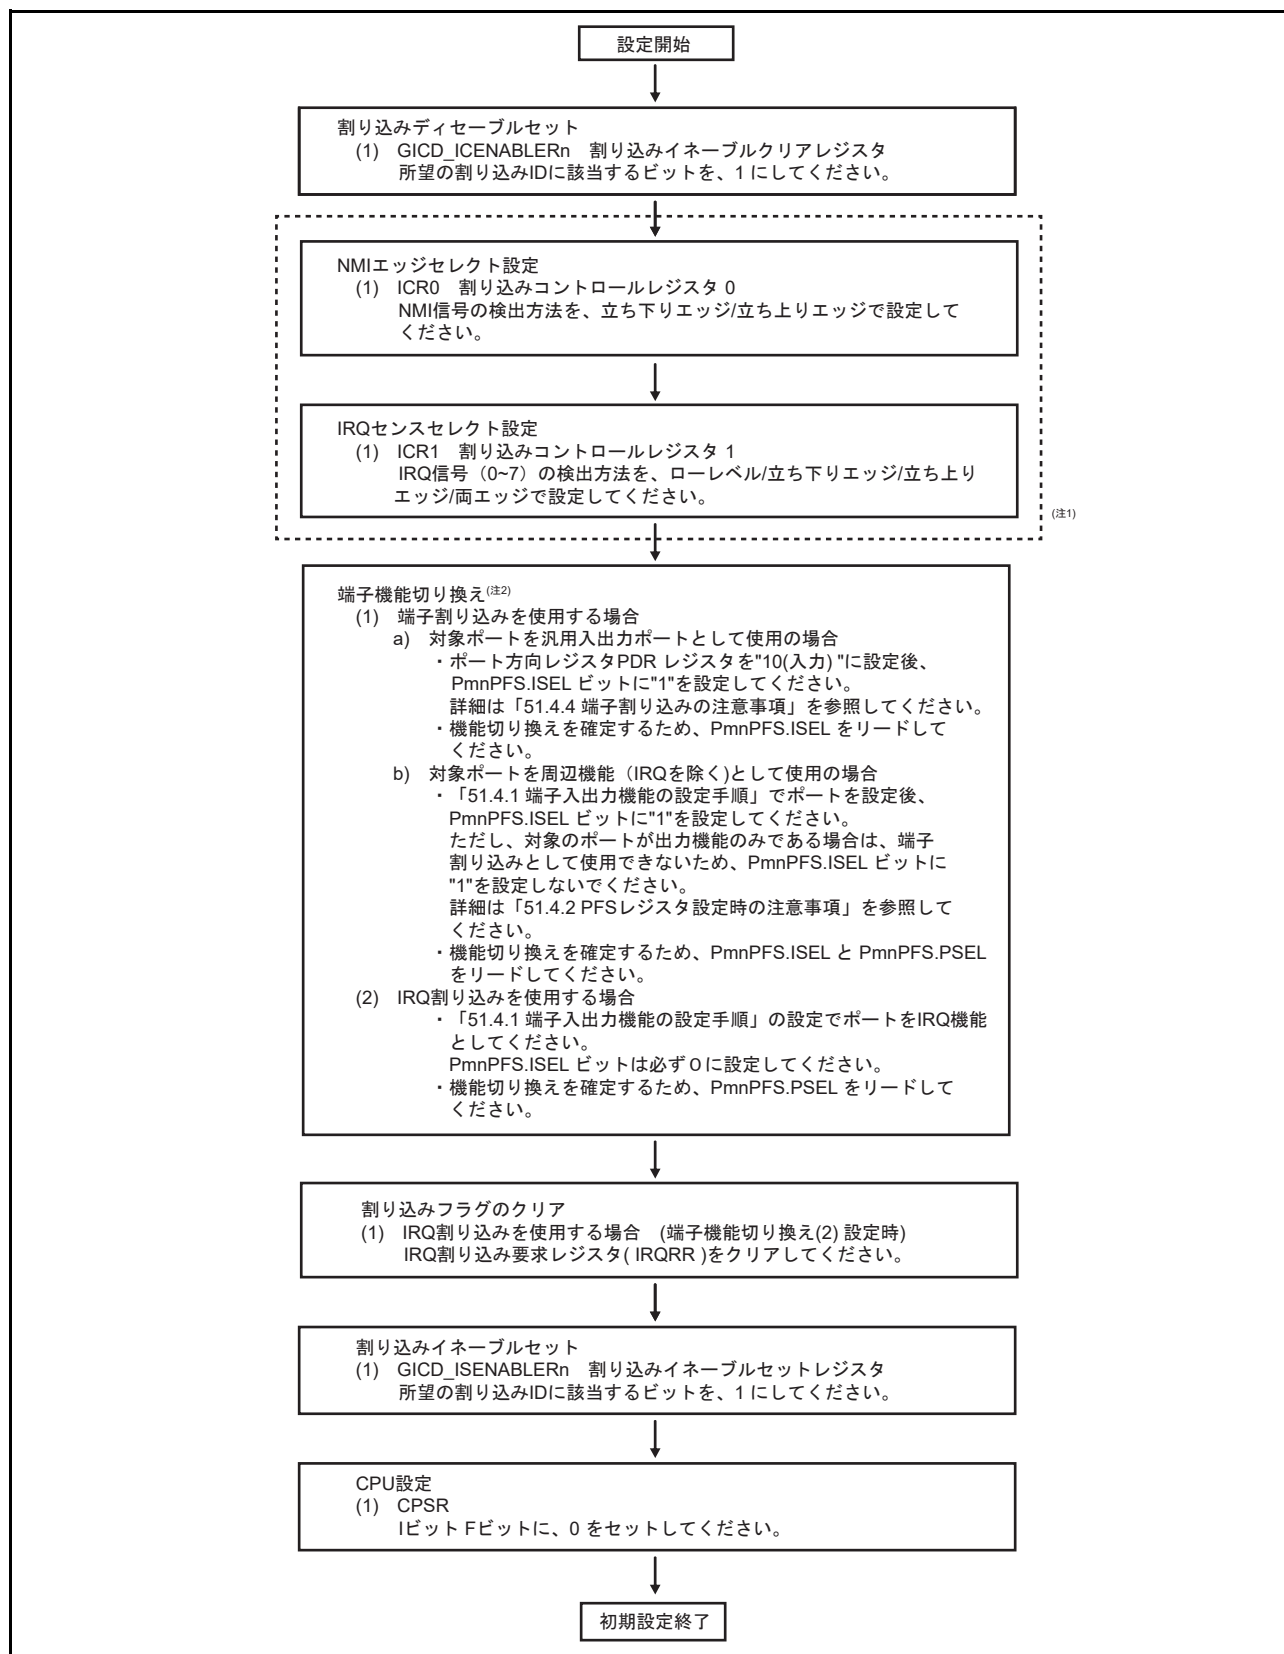 設定開始
割り込みディセーブルセット
(1) GICD_ICENABLERn 割り込みイネーブルクリアレジスタ
所望の割り込みIDに該当するビットを、1 にしてください。
NMIエッジセレクト設定
(1) ICR0 割り込みコントロールレジスタ 0
NMI信号の検出方法を、立ち下りエッジ/立ち上りエッジで設定して
ください。
IRQセンスセレクト設定
(1) ICR1 割り込みコントロールレジスタ 1
IRQ信号（0~7）の検出方法を、ローレベル/立ち下りエッジ/立ち上り
エッジ/両エッジで設定してください。
(注1)
端子機能切り換え(注2)
(1) 端子割り込みを使用する場合
a) 対象ポートを汎用入出力ポートとして使用の場合
・ポート方向レジスタPDR レジスタを"10(入力) "に設定後、
PmnPFS.ISEL ビットに"1"を設定してください。
詳細は「51.4.4 端子割り込みの注意事項」を参照してください。
・機能切り換えを確定するため、PmnPFS.ISEL をリードして
ください。
b) 対象ポートを周辺機能（IRQを除く)として使用の場合
・「51.4.1 端子入出力機能の設定手順」でポートを設定後、
PmnPFS.ISEL ビットに"1"を設定してください。
ただし、対象のポートが出力機能のみである場合は、端子
割り込みとして使用できないため、PmnPFS.ISEL ビットに
"1"を設定しないでください。
詳細は「51.4.2 PFSレジスタ設定時の注意事項」を参照して
ください。
・機能切り換えを確定するため、PmnPFS.ISEL と PmnPFS.PSEL
をリードしてください。
(2) IRQ割り込みを使用する場合
・「51.4.1 端子入出力機能の設定手順」の設定でポートをIRQ機能
としてください。
PmnPFS.ISEL ビットは必ず０に設定してください。
・機能切り換えを確定するため、PmnPFS.PSEL をリードして
ください。
割り込みフラグのクリア
(1) IRQ割り込みを使用する場合 (端子機能切り換え(2) 設定時)
IRQ割り込み要求レジスタ( IRQRR )をクリアしてください。
割り込みイネーブルセット
(1) GICD_ISENABLERn 割り込みイネーブルセットレジスタ
所望の割り込みIDに該当するビットを、1 にしてください。
CPU設定
(1) CPSR
Iビット Fビットに、0 をセットしてください。
初期設定終了